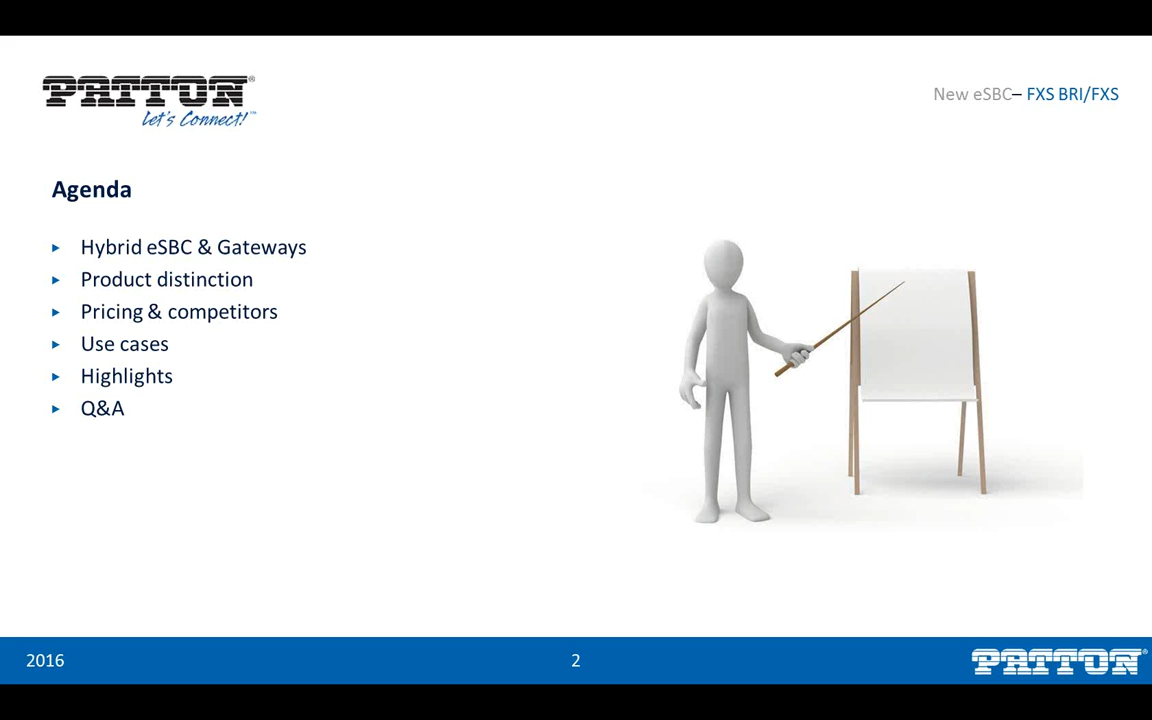 PATTON®
Let's Connect!™
New eSBC– FXS BRI/FXS
Agenda
Hybrid eSBC & Gateways
Product distinction
Pricing & competitors
Use cases
Highlights
Q&A
2016
2
PATTON®